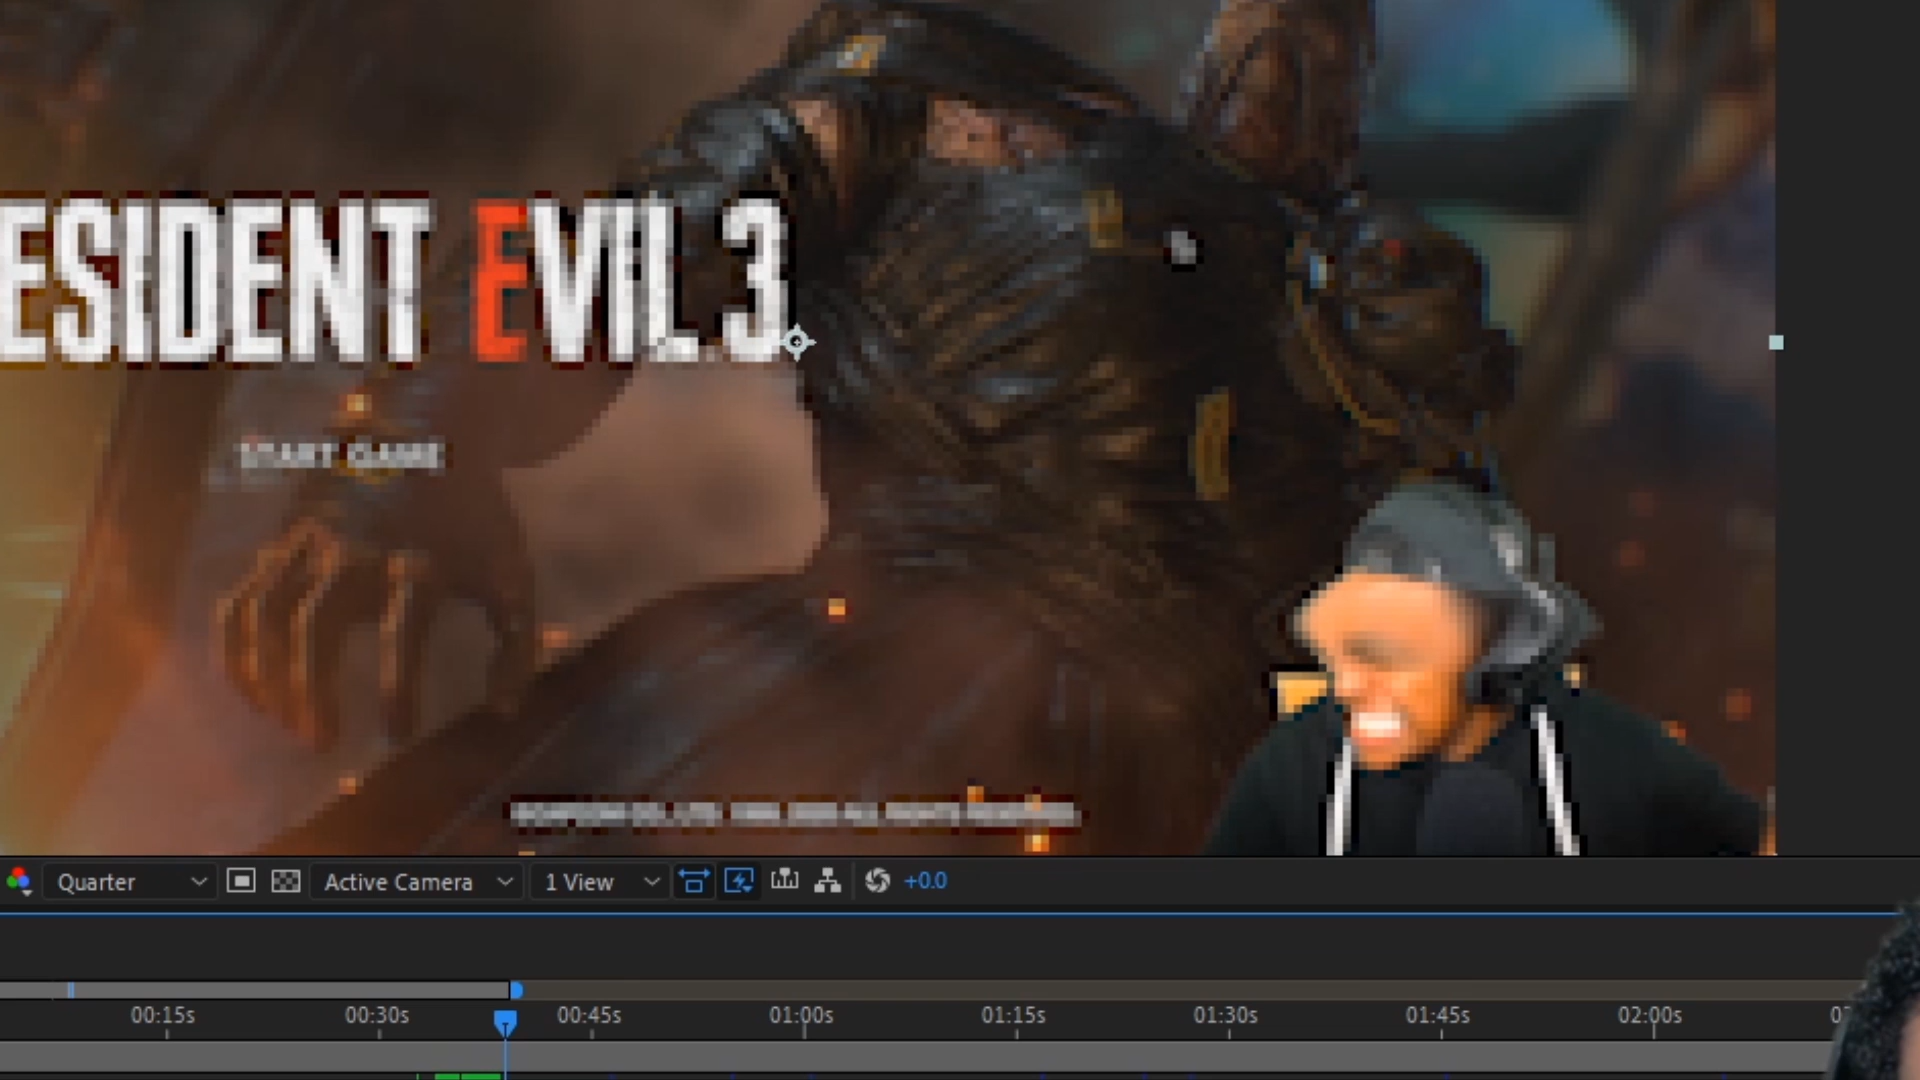 ESIDENT EVIL.3
START GAME
Quarter
Active Camera
1 View
+0.0
00:15s
00:30s
00:45s
01:00s
01:15s
01:30s
01:45s
02:00s